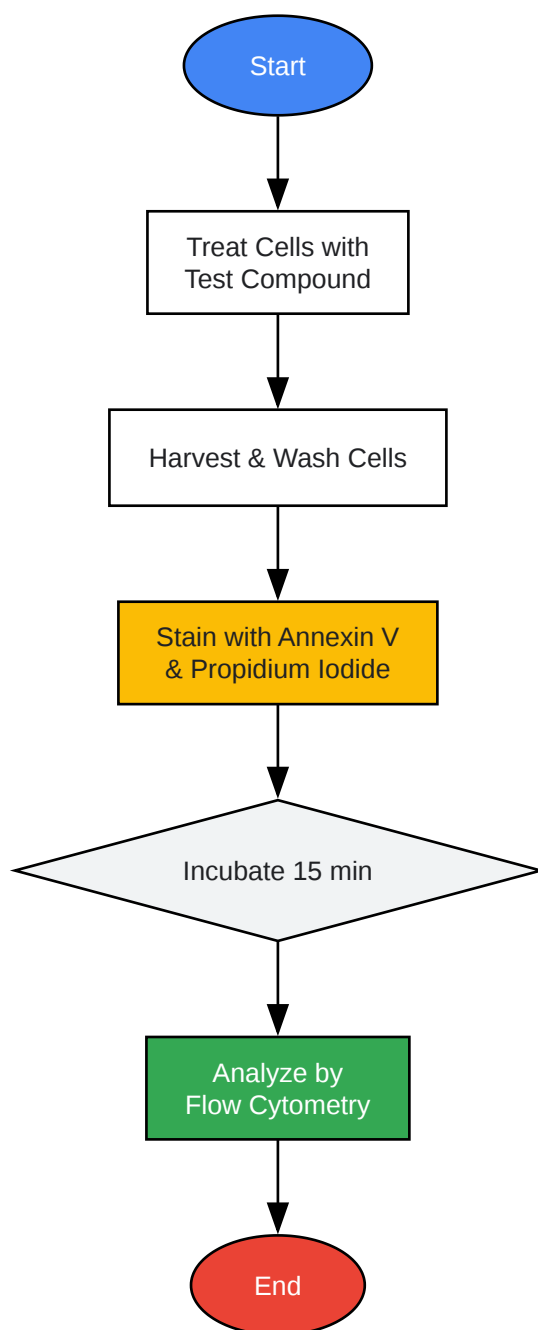 Start
Treat Cells with
Test Compound
Harvest & Wash Cells
Stain with Annexin V
& Propidium Iodide
Incubate 15 min
Analyze by
Flow Cytometry
End